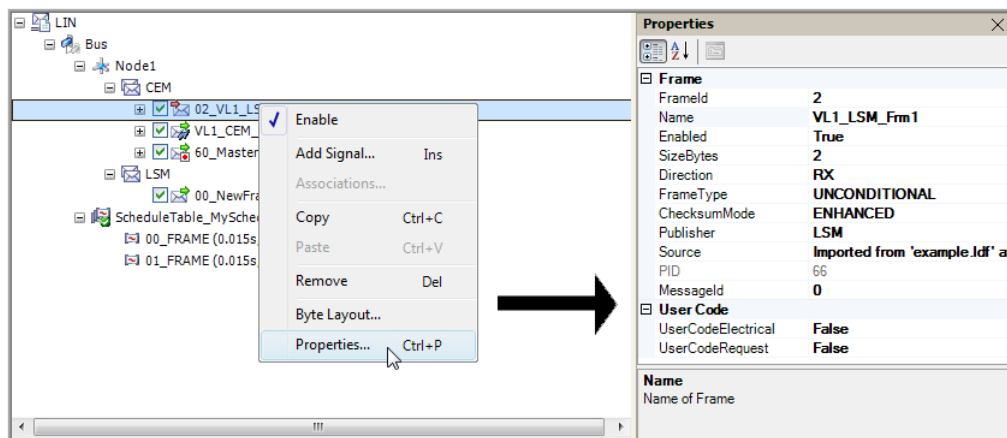 LIN
Bus
Node1
CEM
02_VL1_LS
VL1_CEM_
60_Master
LSM
00_NewFra
ScheduleTable_MySched
00_FRAME (0.015s,
01_FRAME (0.015s,
Enable
Add Signal... Ins
Associations...
Copy Ctrl+C
Paste Ctrl+V
Remove Del
Byte Layout...
Properties... Ctrl+P
Properties
Frame
FrameId 2
Name VL1_LSM_Frm1
Enabled True
SizeBytes 2
Direction RX
FrameType UNCONDITIONAL
ChecksumMode ENHANCED
Publisher LSM
Source Imported from 'example.ldf' a
PID 66
MessageId 0
User Code
UserCodeElectrical False
UserCodeRequest False
Name
Name of Frame